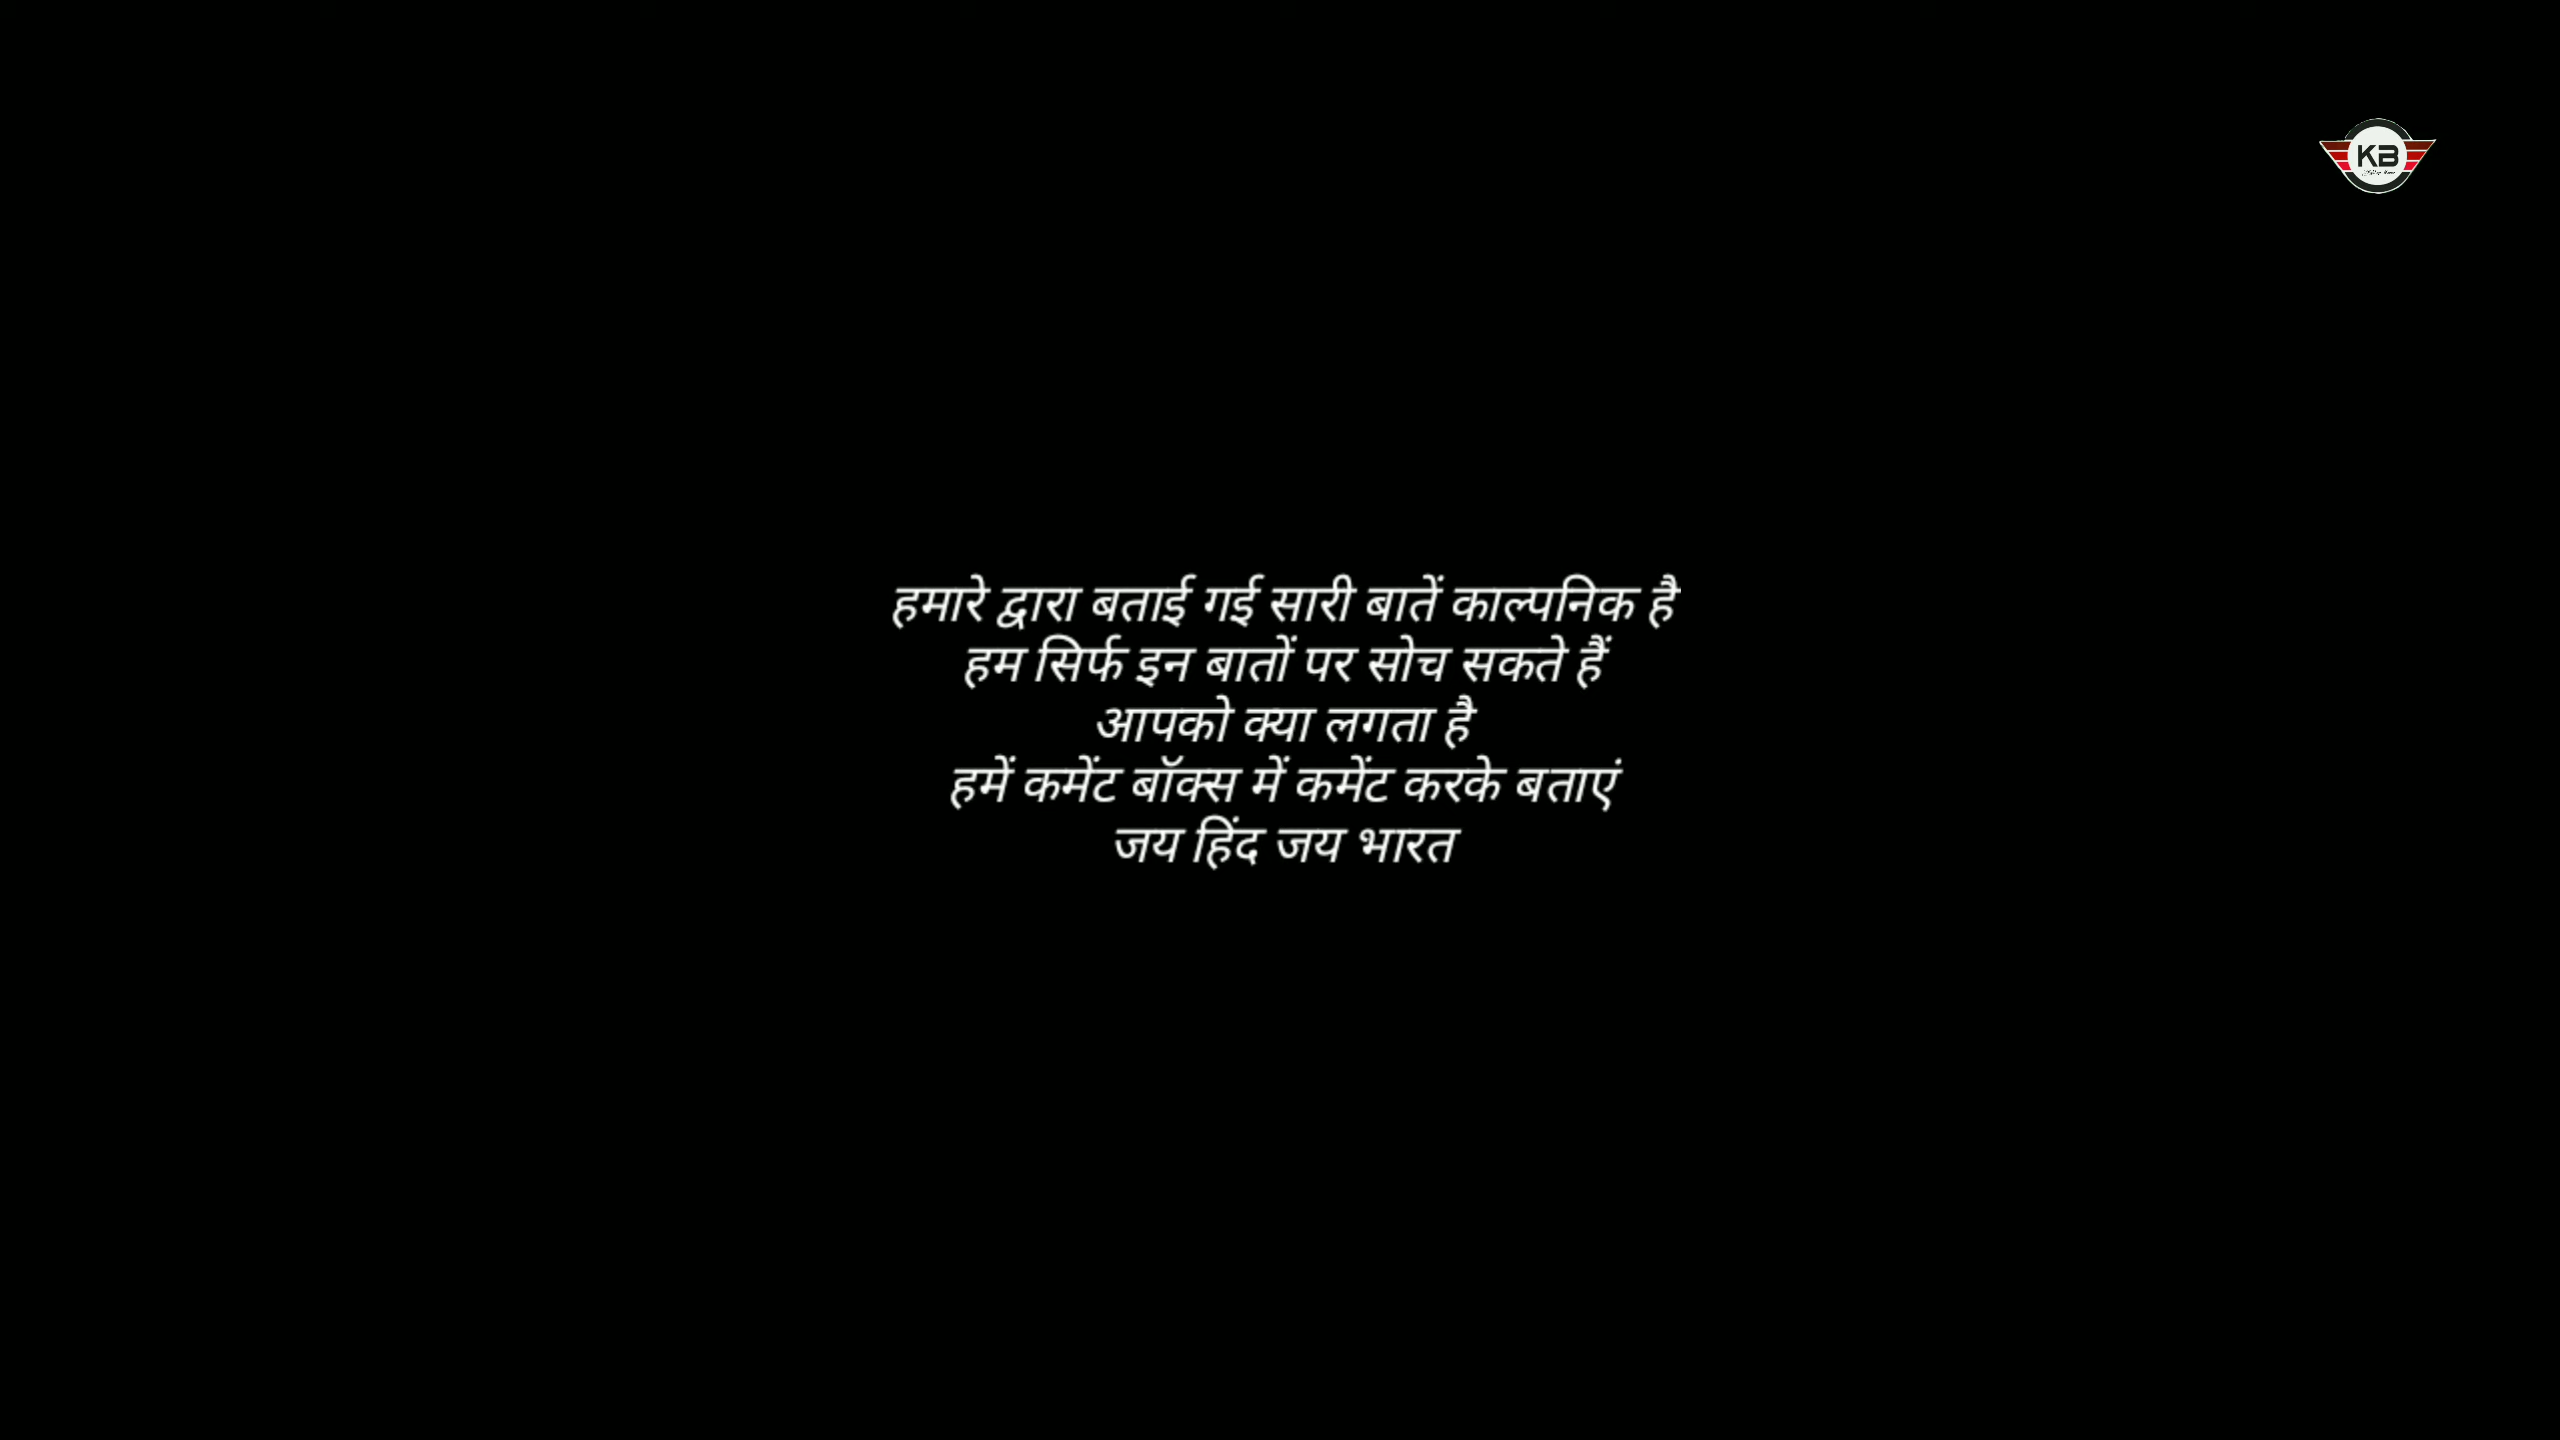 KB
हमारे द्वारा बताई गई सारी बातें काल्पनिक है
हम सिर्फ इन बातों पर सोच सकते हैं
आपको क्या लगता है
हमें कमेंट बॉक्स में कमेंट करके बताएं
जय हिंद जय भारत